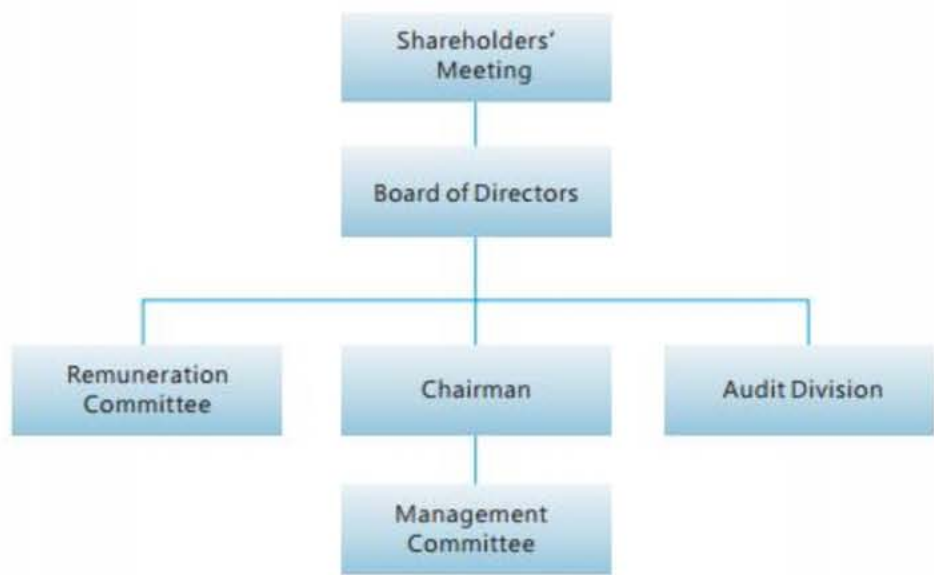 Shareholders'
Meeting
Board of Directors
Remuneration
Committee
Chairman
Audit Division
Management
Committee